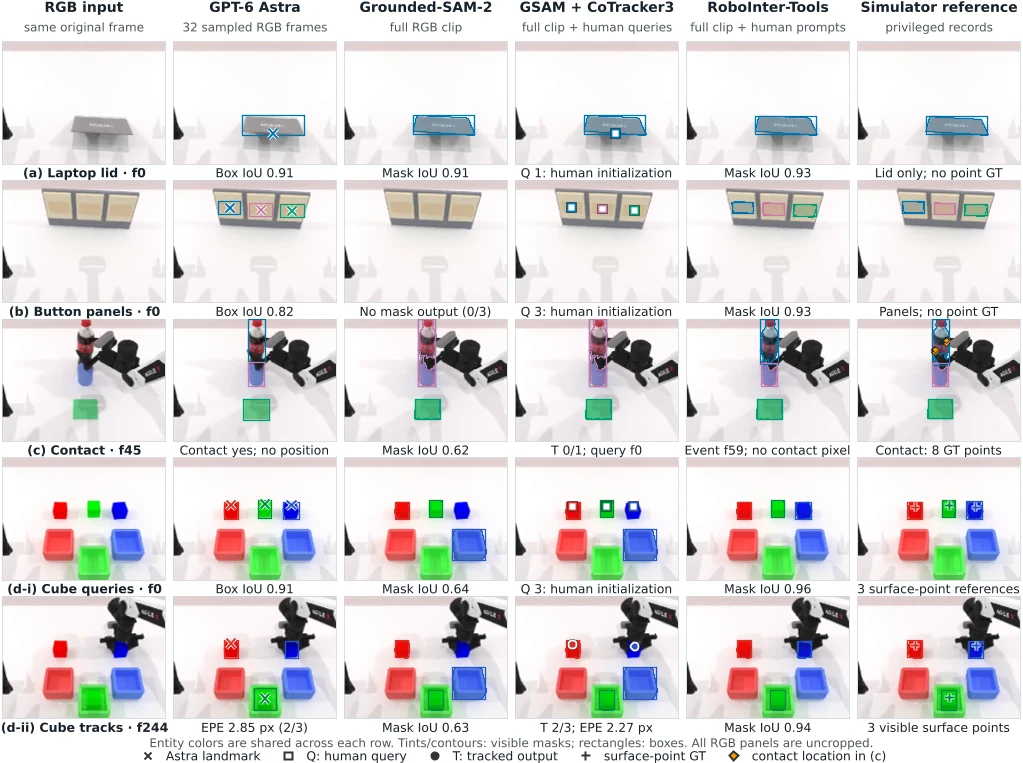 RGB input GPT-6 Astra Grounded-SAM-2 GSAM + CoTracker3 RoboInter-Tools Simulator reference
same original frame 32 sampled RGB frames full RGB clip full clip + human queries full clip + human prompts privileged records
(a) Laptop lid · f0 Box IoU 0.91 Mask IoU 0.91 Q 1: human initialization Mask IoU 0.93 Lid only; no point GT
(b) Button panels · f0 Box IoU 0.82 No mask output (0/3) Q 3: human initialization Mask IoU 0.93 Panels; no point GT
(c) Contact · f45 Contact yes; no position Mask IoU 0.62 T 0/1; query f0 Event f59; no contact pixel Contact: 8 GT points
(d-i) Cube queries · f0 Box IoU 0.91 Mask IoU 0.64 Q 3: human initialization Mask IoU 0.96 3 surface-point references
(d-ii) Cube tracks · f244 EPE 2.85 px (2/3) Mask IoU 0.63 T 2/3; EPE 2.27 px Mask IoU 0.94 3 visible surface points
Entity colors are shared across each row. Tints/contours: visible masks; rectangles: boxes. All RGB panels are uncropped.
Astra landmark Q: human query T: tracked output surface-point GT contact location in (c)